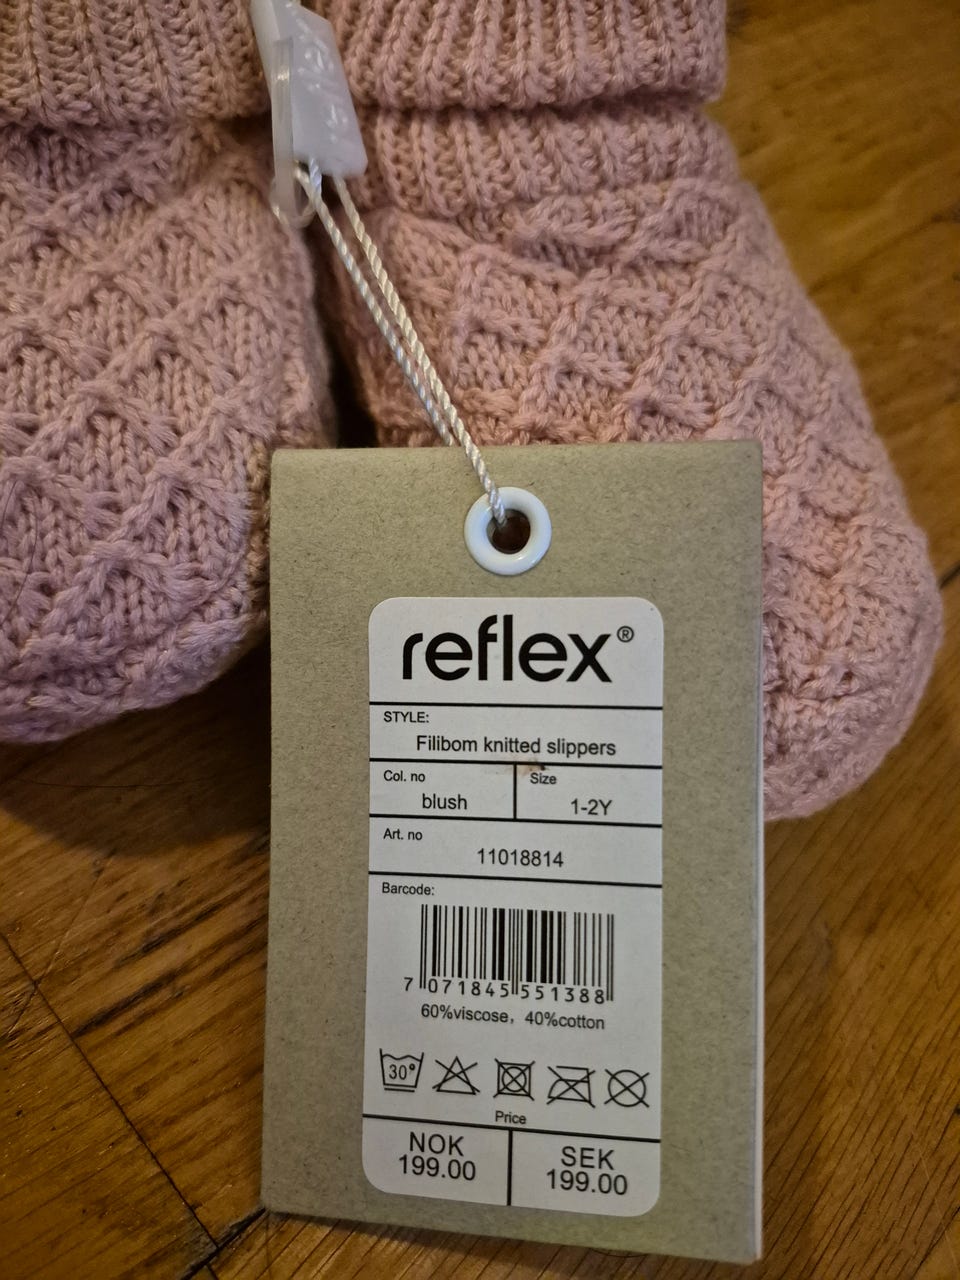 reflex®
STYLE:
Filibom knitted slippers
Col. no
blush
Size
1-2Y
Art. no
11018814
Barcode:
7 071845 551388
60%viscose, 40%cotton
30°
Price
NOK
199.00
SEK
199.00